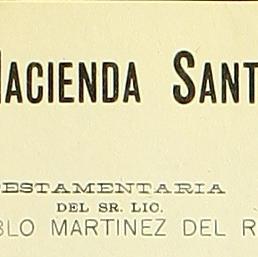 HACIENDA SANT
TESTAMENTARIA
DEL SR. LIC.
BLO MARTINEZ DEL R